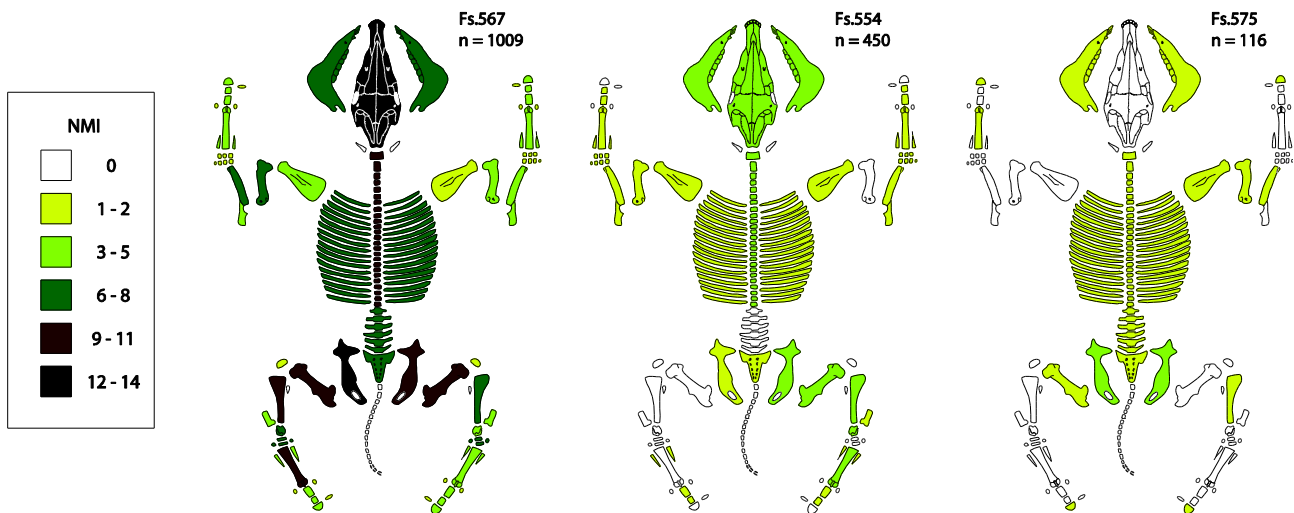 NMI
0
1 - 2
3 - 5
6 - 8
9 - 11
12 - 14
Fs.567
n = 1009
Fs.554
n = 450
Fs.575
n = 116